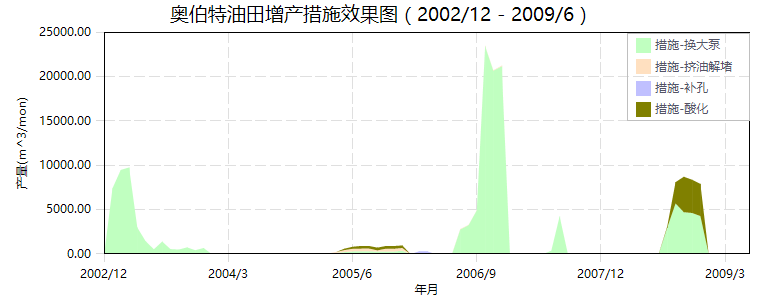 奥伯特油田增产措施效果图（2002/12 - 2009/6）
25000.00
20000.00
15000.00
10000.00
5000.00
0.00
产量(m^3/mon)
措施-换大泵
措施-挤油解堵
措施-补孔
措施-酸化
2002/12 2004/3 2005/6 2006/9 2007/12 2009/3
年月